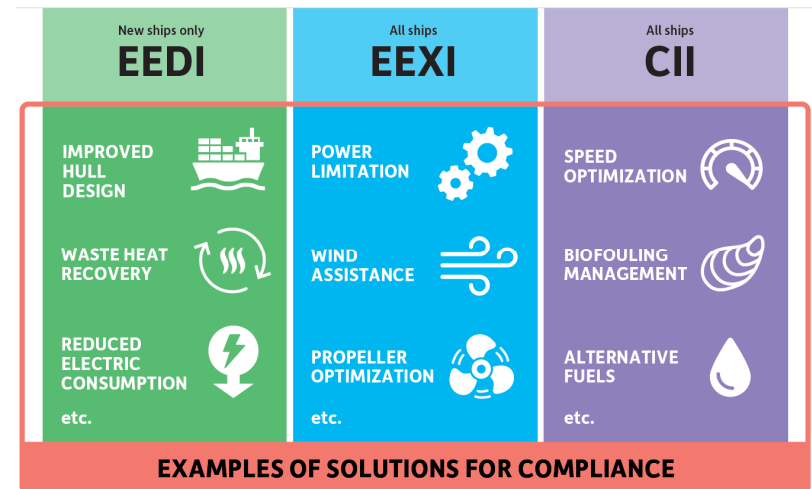 New ships only
EEDI
IMPROVED
HULL
DESIGN
WASTE HEAT
RECOVERY
REDUCED
ELECTRIC
CONSUMPTION
etc.
All ships
EEXI
POWER
LIMITATION
WIND
ASSISTANCE
PROPELLER
OPTIMIZATION
etc.
All ships
CII
SPEED
OPTIMIZATION
BIOFOULING
MANAGEMENT
ALTERNATIVE
FUELS
etc.
EXAMPLES OF SOLUTIONS FOR COMPLIANCE